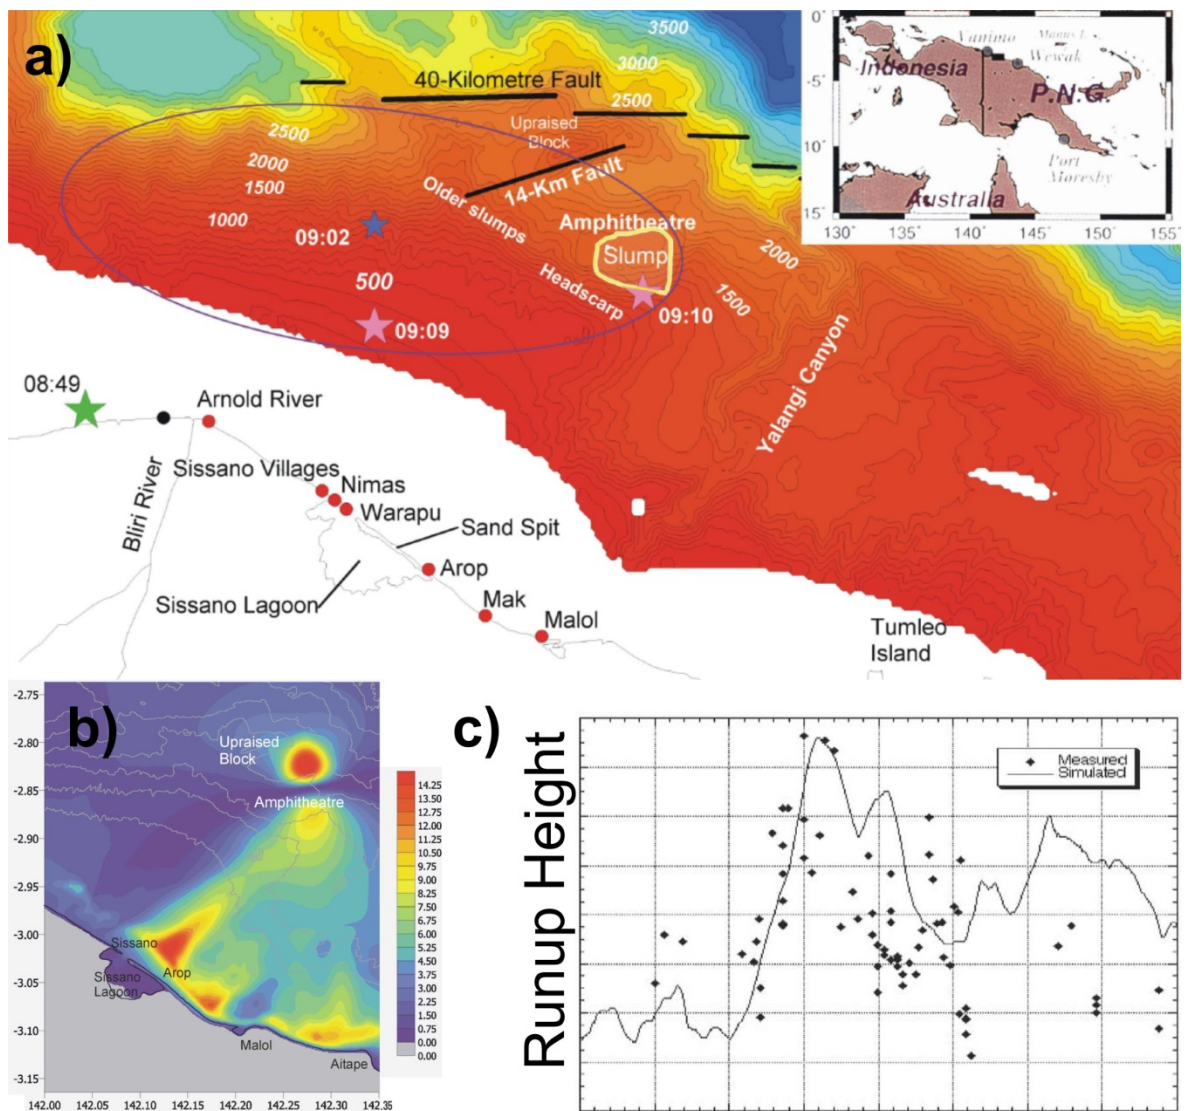 a)
3500
3000
2500
40-Kilometre Fault
2500
Upraised
Block
2000
1500
1000
14-Km Fault
Older slumps
Amphitheatre
Slump
2000
1500
09:02
500
Headscarp
09:09
09:10
Yalangi Canyon
08:49
Arnold River
Sissano Villages
Nimas
Warapu
Bliri River
Sand Spit
Arop
Sissano Lagoon
Mak
Malol
Tumleo
Island
0°
-5°
10°
15°
Vanimo
Manus I.
Wewak
Indonesia
P.N.G.
Port
Moresby
Australia
130°
135°
140°
145°
150°
155°
b)
-2.75
-2.80
-2.85
-2.90
-2.95
-3.00
-3.05
-3.10
-3.15
Upraised
Block
Amphitheatre
Sissano
Sissano
Lagoon
Arop
Malol
Aitape
142.00
142.05
142.10
142.15
142.20
142.25
142.30
142.35
14.25
13.50
12.75
12.00
11.25
10.50
9.75
9.00
8.25
7.50
6.75
6.00
5.25
4.50
3.75
3.00
2.25
1.50
0.75
0.00
0.00
c)
Runup Height
Measured
Simulated